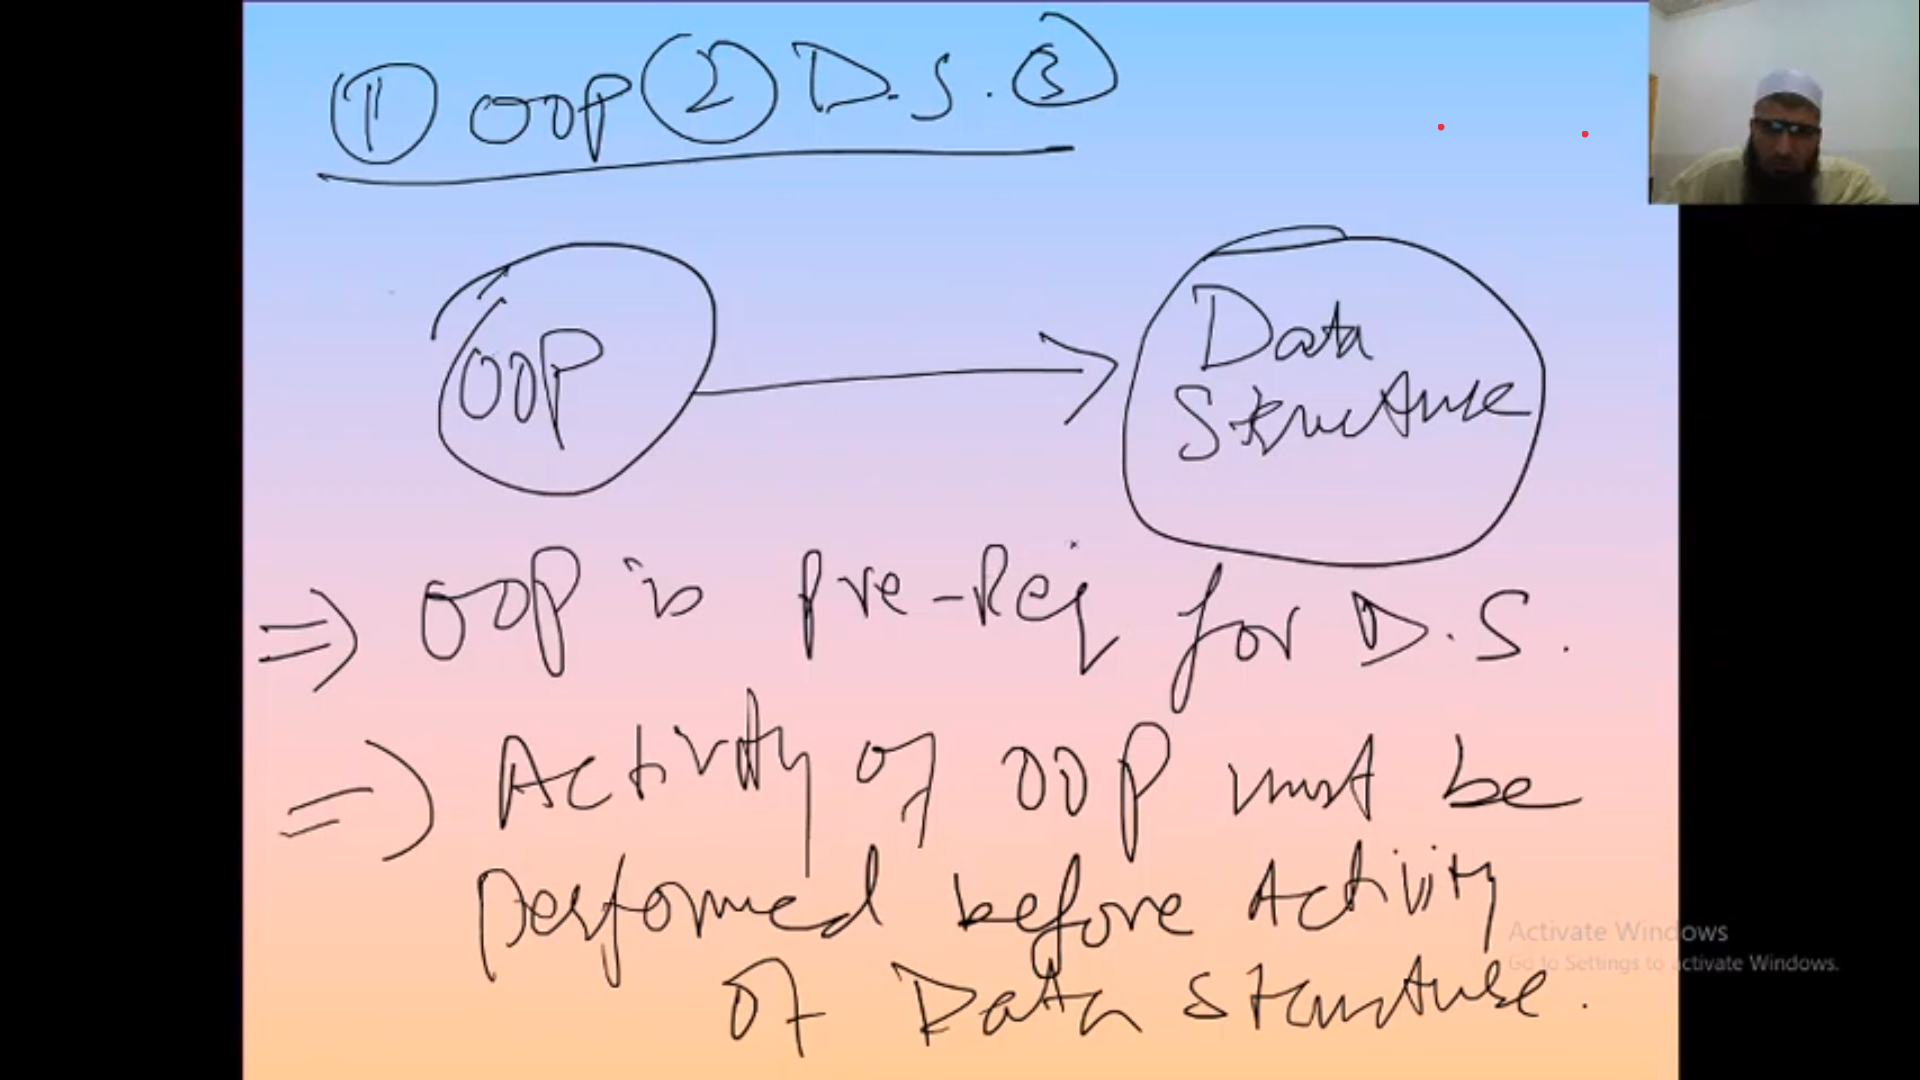 ① OOP ② D.S. ③
OOP
Data
Structure
=> OOP is Pre-Req for D.S.
=> Activity of OOP must be
performed before Activity
of Data Structure.
Activate Windows
Go to Settings to activate Windows.